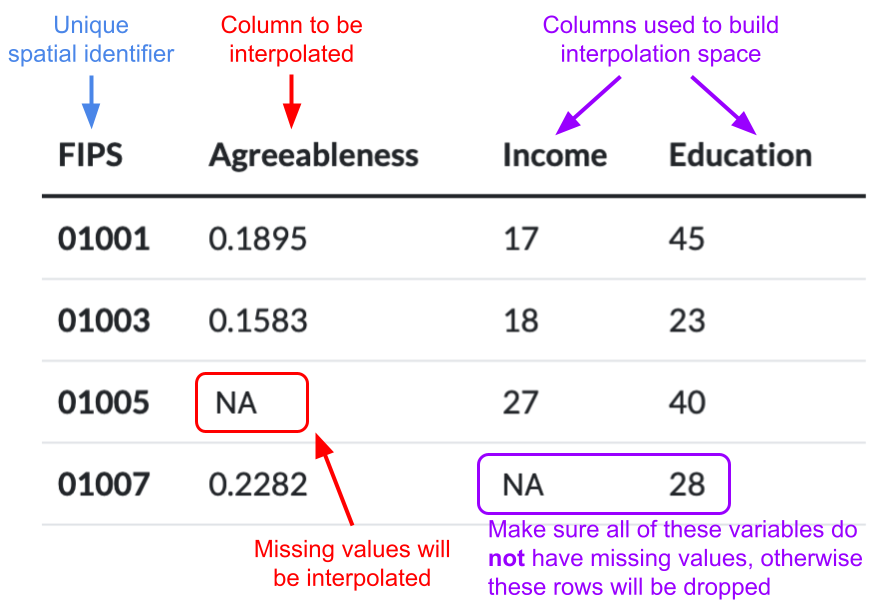 Unique
spatial identifier
Column to be
interpolated
Columns used to build
interpolation space
FIPS Agreeableness Income Education
01001 0.1895 17 45
01003 0.1583 18 23
01005 NA 27 40
01007 0.2282 NA 28
Missing values will
be interpolated
Make sure all of these variables do
not have missing values, otherwise
these rows will be dropped